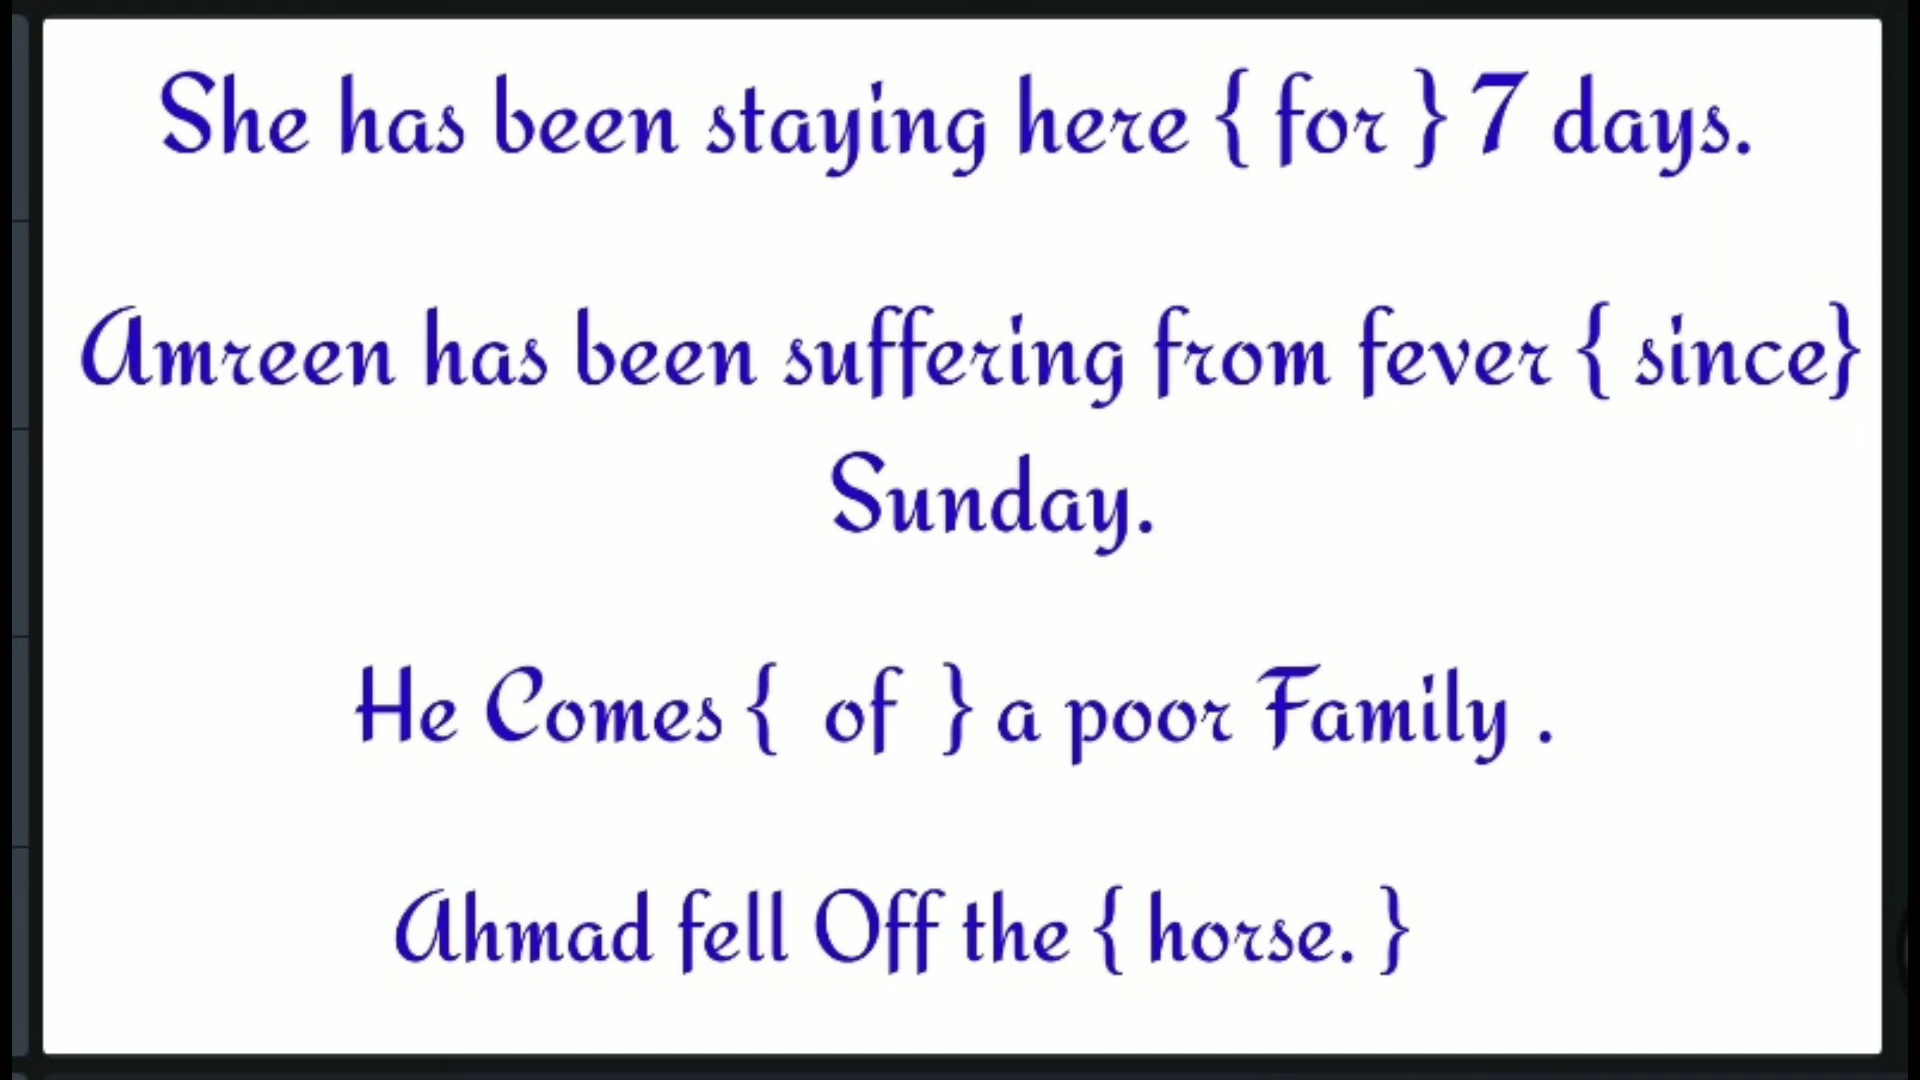 She has been staying here { for } 7 days.
Amreen has been suffering from fever { since}
Sunday.
He Comes { of } a poor Family .
Ahmad fell Off the { horse. }